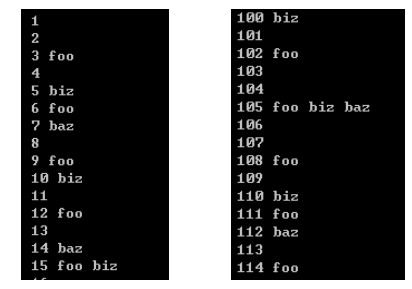 1
2
3 foo
4
5 biz
6 foo
7 baz
8
9 foo
10 biz
11
12 foo
13
14 baz
15 foo biz
100 biz
101
102 foo
103
104
105 foo biz baz
106
107
108 foo
109
110 biz
111 foo
112 baz
113
114 foo